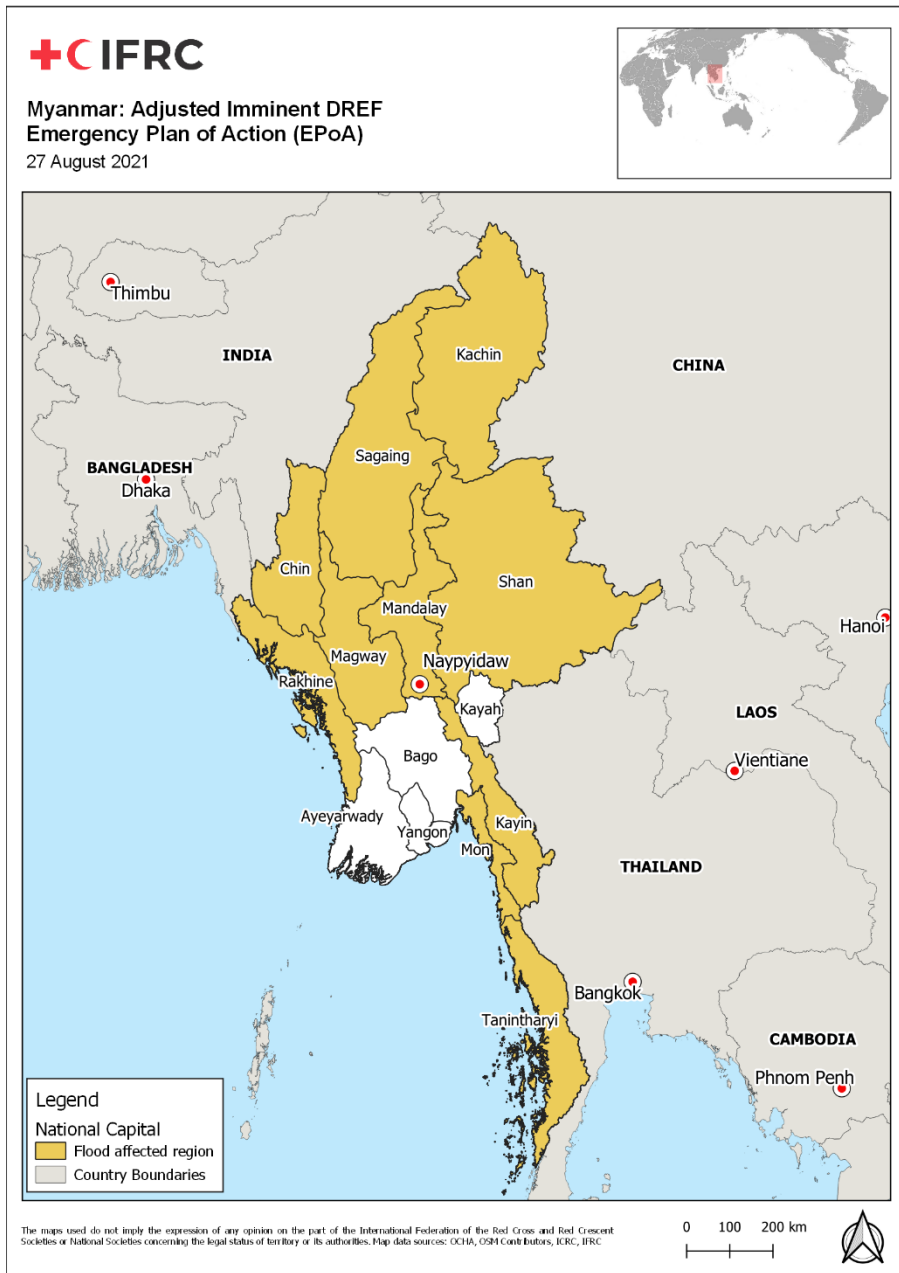 IFRC
Myanmar: Adjusted Imminent DREF
Emergency Plan of Action (EPoA)
27 August 2021
Thimbu
INDIA
Kachin
CHINA
Sagaing
BANGLADESH
Dhaka
Chin
Shan
Mandalay
Hanoi
Magway
Naypyidaw
Rakhine
Kayah
LAOS
Bago
Vientiane
Ayeyarwady
Yangon
Kayin
Mon
THAILAND
Bangkok
Tanintharyi
CAMBODIA
Phnom Penh
Legend
National Capital
Flood affected region
Country Boundaries
The maps used do not imply the expression of any opinion on the part of the International Federation of the Red Cross and Red Crescent
Societies or National Societies concerning the legal status of territory or its authorities. Map data sources: OCHA, OSM Contributors, ICRC, IFRC
0 100 200 km